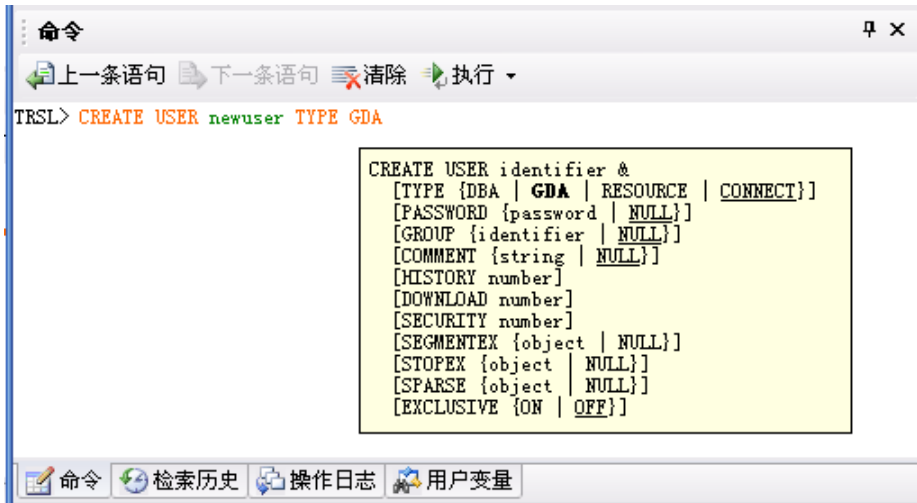 命令
上一条语句 下一条语句 清除 执行
TRSL> CREATE USER newuser TYPE GDA
CREATE USER identifier &
[TYPE {DBA | GDA | RESOURCE | CONNECT}]
[PASSWORD {password | NULL}]
[GROUP {identifier | NULL}]
[COMMENT {string | NULL}]
[HISTORY number]
[DOWNLOAD number]
[SECURITY number]
[SEGMENTEX {object | NULL}]
[STOPEX {object | NULL}]
[SPARSE {object | NULL}]
[EXCLUSIVE {ON | OFF}]
命令 检索历史 操作日志 用户变量